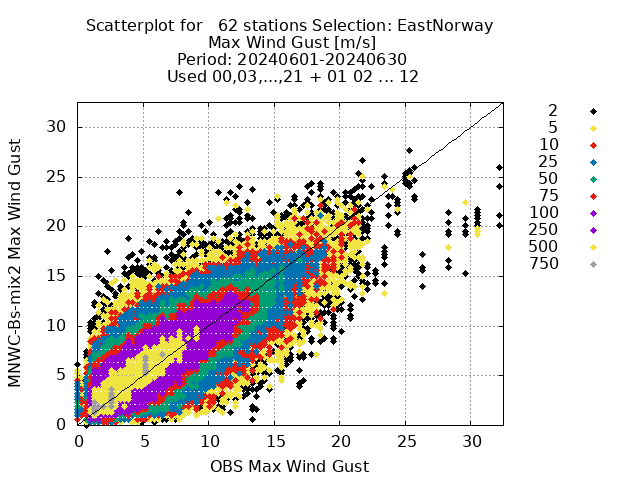 Scatterplot for   62 stations Selection: EastNorway
Max Wind Gust [m/s]
Period: 20240601-20240630
Used 00,03,...,21 + 01 02 ... 12
MNWC-Bs-mix2 Max Wind Gust
30
25
20
15
10
5
0
0 5 10 15 20 25 30
OBS Max Wind Gust
2
5
10
25
50
75
100
250
500
750